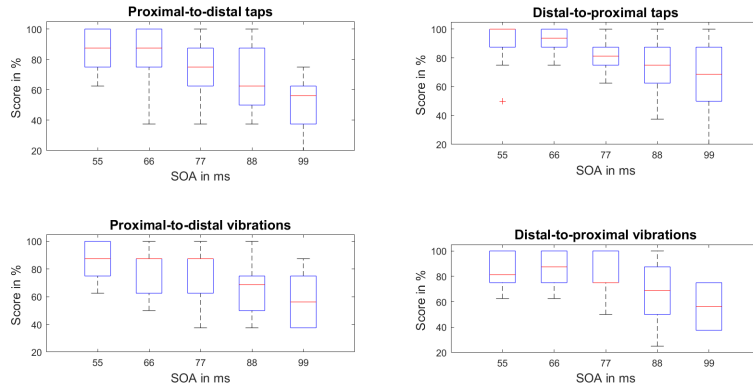 Proximal-to-distal taps
Score in %
100
80
60
40
20
55 66 77 88 99
SOA in ms
Distal-to-proximal taps
Score in %
100
80
60
40
20
55 66 77 88 99
SOA in ms
Proximal-to-distal vibrations
Score in %
100
80
60
40
20
55 66 77 88 99
SOA in ms
Distal-to-proximal vibrations
Score in %
100
80
60
40
20
55 66 77 88 99
SOA in ms